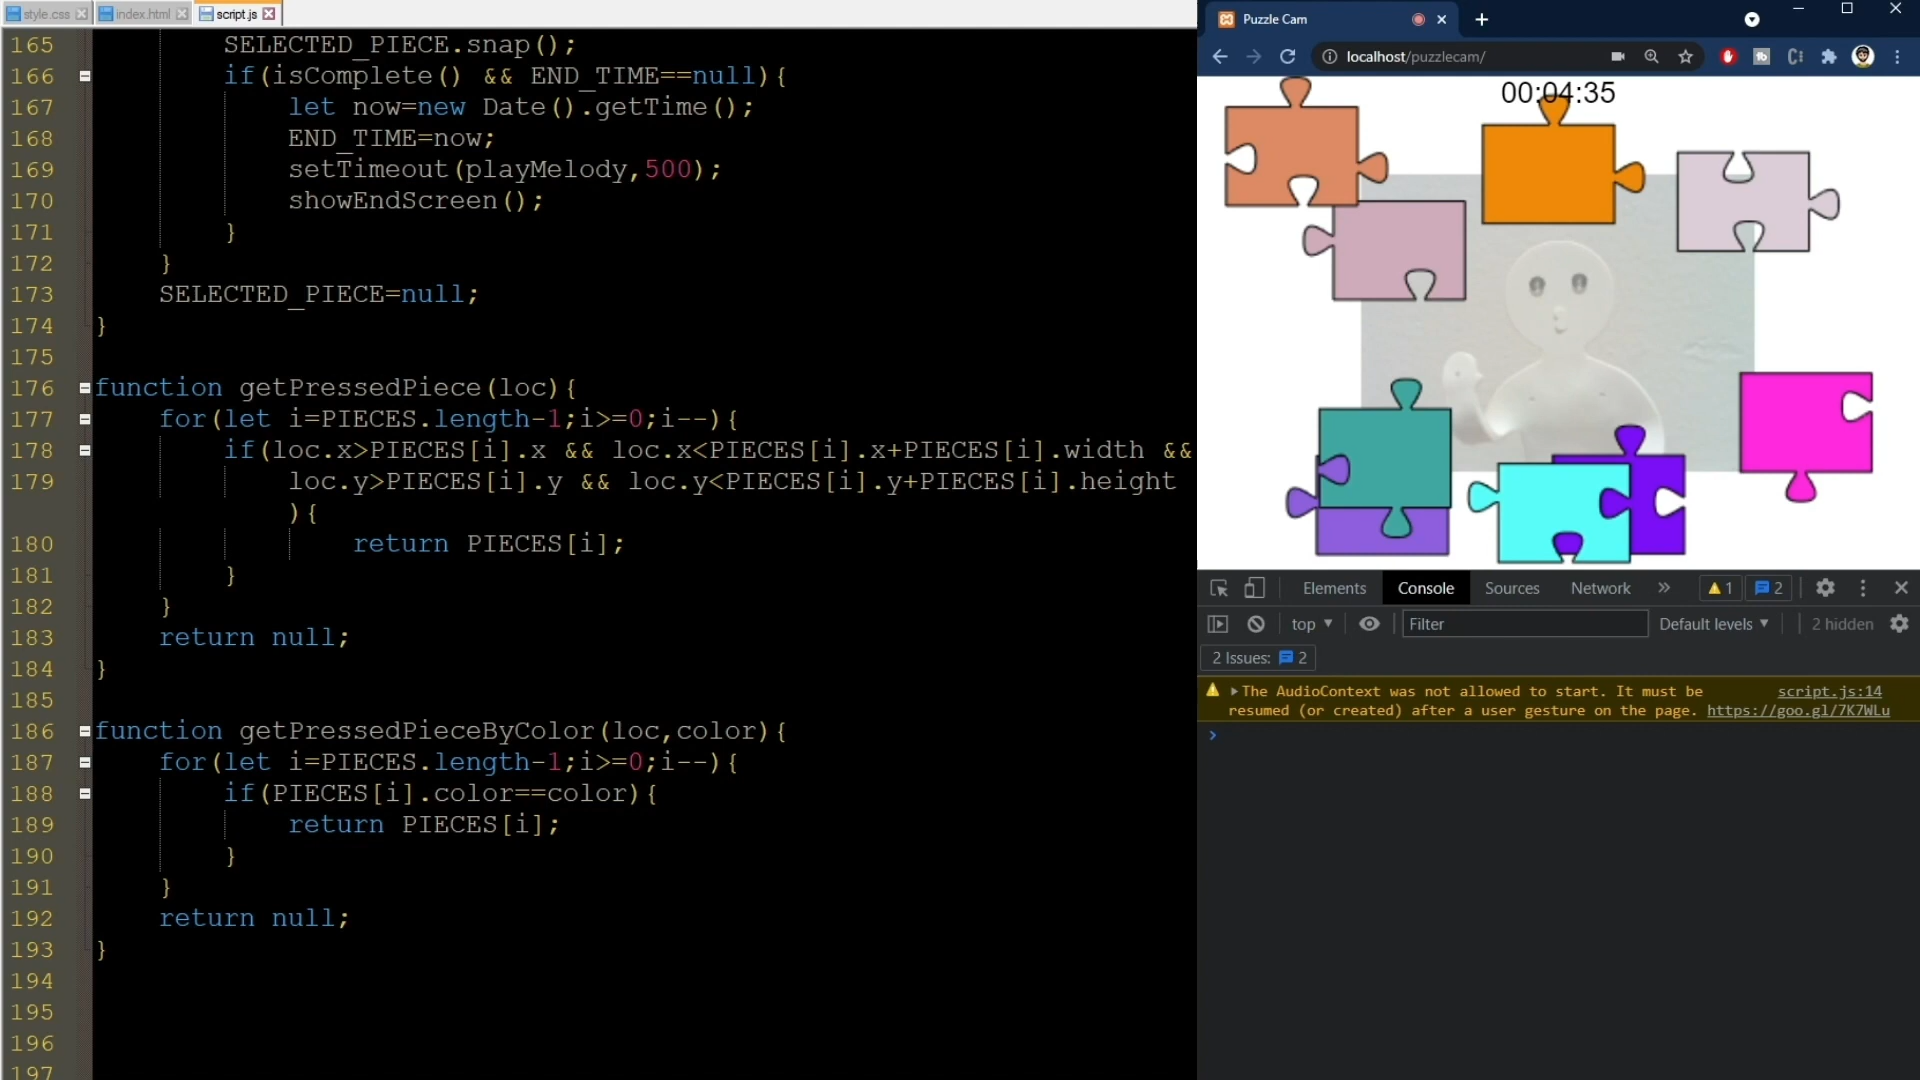 style.css index.html script.js
165 SELECTED_PIECE.snap();
166 if(isComplete() && END_TIME==null){
167 let now=new Date().getTime();
168 END_TIME=now;
169 setTimeout(playMelody,500);
170 showEndScreen();
171 }
172 }
173 SELECTED_PIECE=null;
174 }
175
176 function getPressedPiece(loc){
177 for(let i=PIECES.length-1;i>=0;i--){
178 if(loc.x>PIECES[i].x && loc.x<PIECES[i].x+PIECES[i].width &&
179 loc.y>PIECES[i].y && loc.y<PIECES[i].y+PIECES[i].height
){
180 return PIECES[i];
181 }
182 }
183 return null;
184 }
185
186 function getPressedPieceByColor(loc,color){
187 for(let i=PIECES.length-1;i>=0;i--){
188 if(PIECES[i].color==color){
189 return PIECES[i];
190 }
191 }
192 return null;
193 }
194
195
196
197
Puzzle Cam
localhost/puzzlecam/
00:04:35
Elements Console Sources Network 1 2
top Filter Default levels 2 hidden
2 Issues: 2
The AudioContext was not allowed to start. It must be script.js:14
resumed (or created) after a user gesture on the page. https://goo.gl/7K7WLu